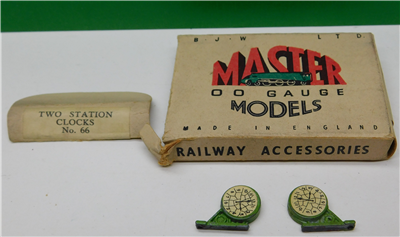 B.J.W LTD
MASTER
OO GAUGE
MODELS
MADE IN ENGLAND
RAILWAY ACCESSORIES
TWO STATION
CLOCKS
No. 66